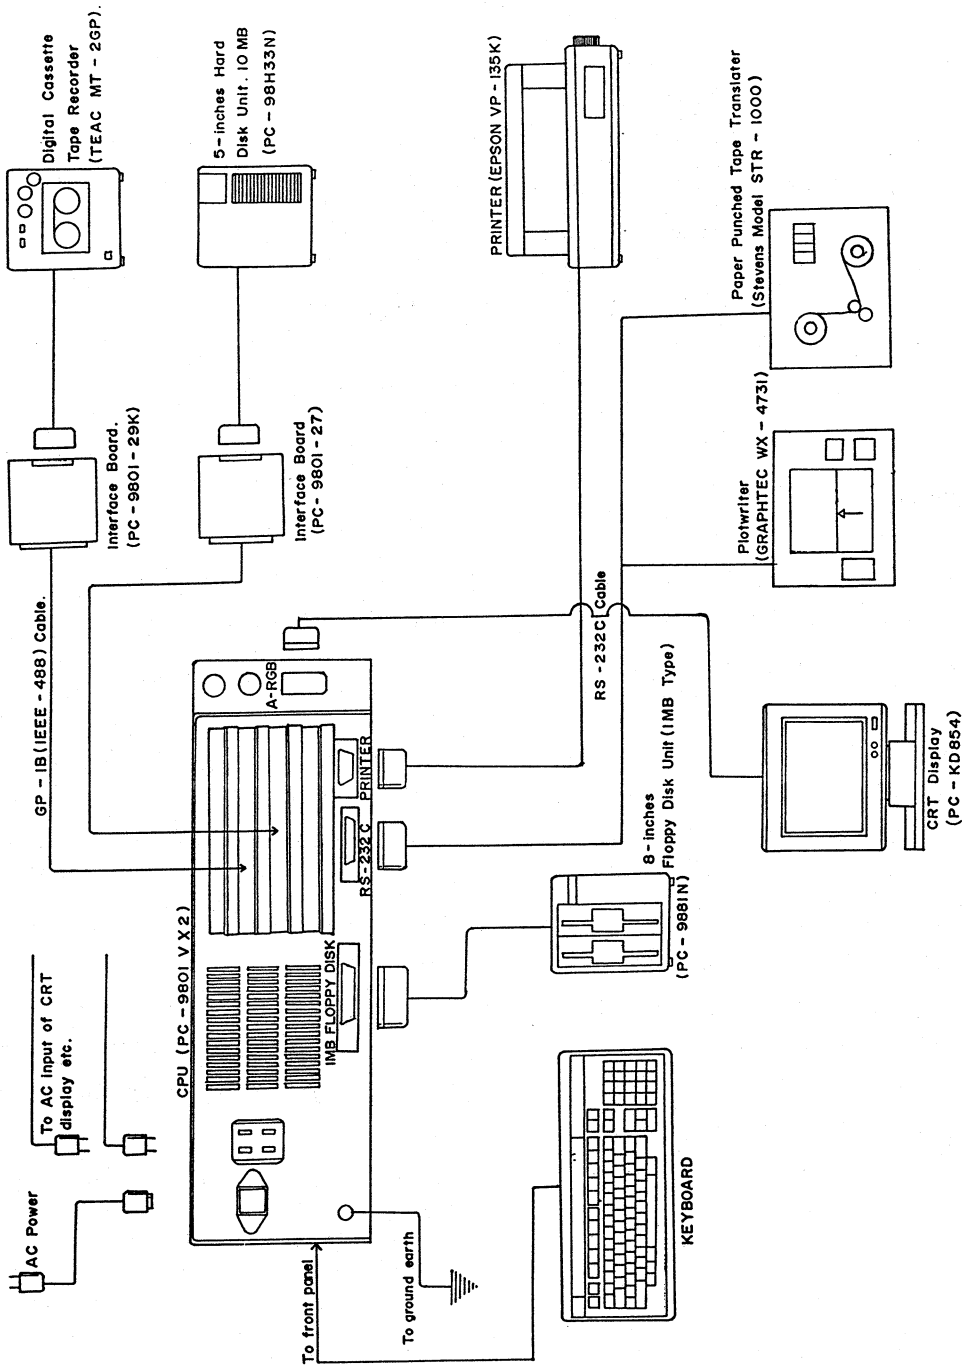 AC Power
To AC input of CRT
display etc.
GP-IB (IEEE-488) Cable.
Interface Board.
(PC-9801-29K)
Digital Cassette
Tape Recorder
(TEAC MT-2GP).
CPU (PC-9801 VX2)
Interface Board
(PC-9801-27)
5-inches Hard
Disk Unit. 10 MB
(PC-98H33N)
A-RGB
1MB FLOPPY DISK
RS-232C
PRINTER
To front panel
To ground earth
PRINTER (EPSON VP-135K)
RS-232C Cable
8-inches
Floppy Disk Unit (1MB Type)
(PC-9881N)
KEYBOARD
Plotwriter
(GRAPHTEC WX-4731)
Paper Punched Tape Translater
(Stevens Model STR-1000)
CRT Display
(PC-KD854)